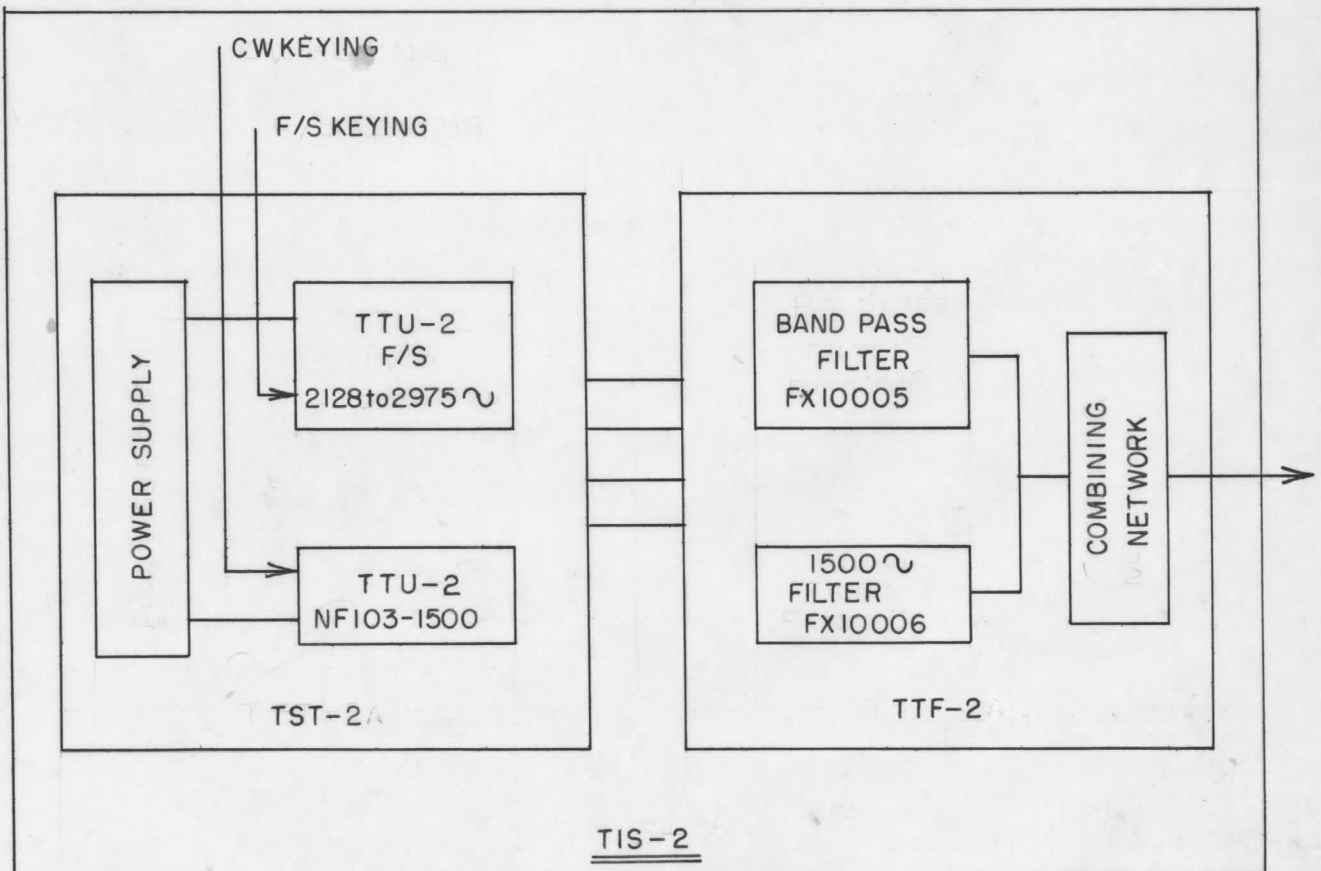 CW KEYING
F/S KEYING
POWER SUPPLY
TTU-2
F/S
2128 to 2975 ~
TTU-2
NF103-1500
TST-2
BAND PASS
FILTER
FX10005
1500 ~
FILTER
FX10006
COMBINING
NETWORK
TTF-2
TIS-2